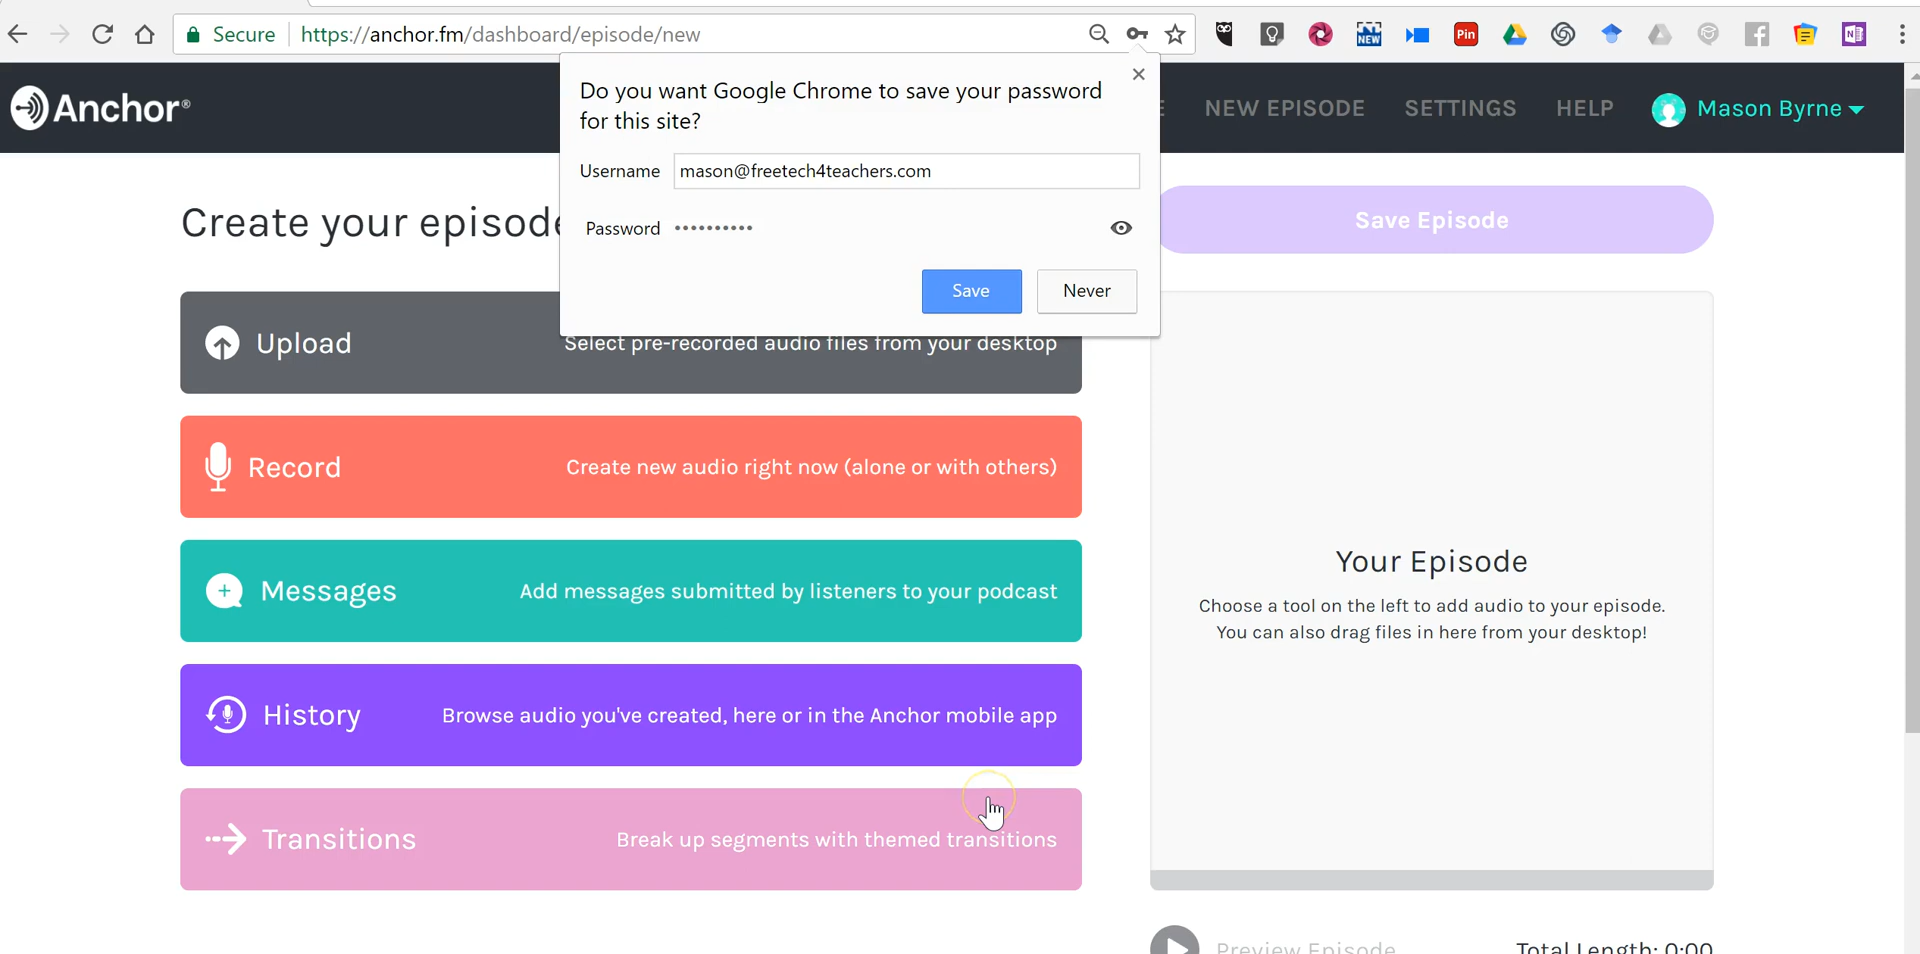 Secure https://anchor.fm/dashboard/episode/new
Pin
NEW
N
Anchor®
E NEW EPISODE SETTINGS HELP Mason Byrne
Do you want Google Chrome to save your password
for this site?
Username mason@freetech4teachers.com
Password ••••••••••
Save Never
Create your episode
Save Episode
Upload Select pre-recorded audio files from your desktop
Record Create new audio right now (alone or with others)
Messages Add messages submitted by listeners to your podcast
History Browse audio you've created, here or in the Anchor mobile app
Transitions Break up segments with themed transitions
Your Episode
Choose a tool on the left to add audio to your episode.
You can also drag files in here from your desktop!
Preview Episode Total Length: 0:00